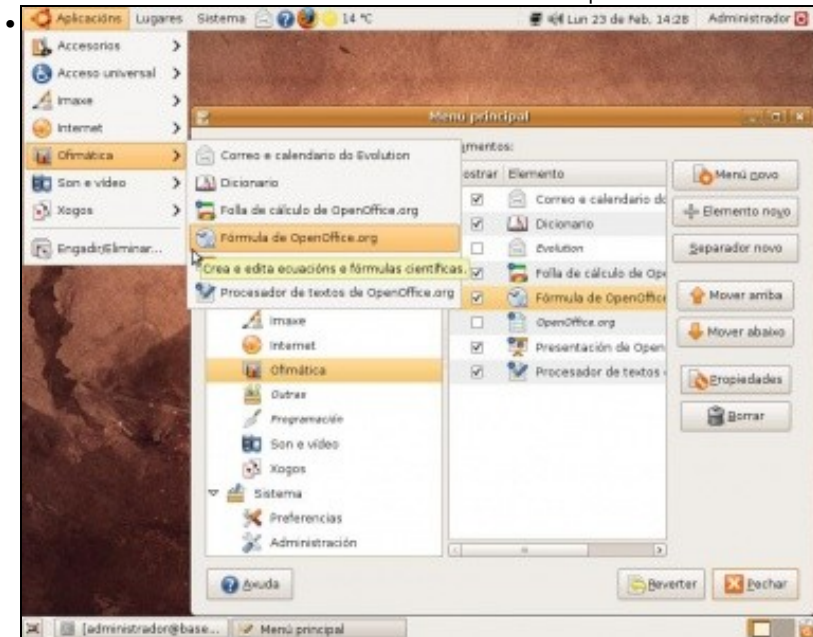 Aplicacións Lugares Sistema 14 ℃ Lun 23 de Feb, 14:28 Administrador
Accesorios
Acceso universal
Imaxe
Internet
Ofimática
Son e vídeo
Xogos
Engadir/Eliminar...
Menú principal
Correo e calendario do Evolution
Dicionario
Folla de cálculo de OpenOffice.org
Fórmula de OpenOffice.org
Crea e edita ecuacións e fórmulas científicas.
Procesador de textos de OpenOffice.org
Imaxe
Internet
Ofimática
Outras
Programación
Son e vídeo
Xogos
Sistema
Preferencias
Administración
ementos:
ostrar Elemento
Correo e calendario do
Dicionario
Evolution
Folla de cálculo de Ope
Fórmula de OpenOffice
OpenOffice.org
Presentación de Open
Procesador de textos
Menú novo
Elemento novo
Separador novo
Mover arriba
Mover abaixo
Propiedades
Borrar
Axuda
Reverter
Pechar
[administrador@base... Menú principal